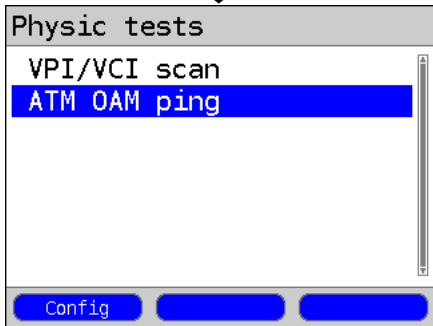 Physic tests
VPI/VCI scan
ATM OAM ping
Config